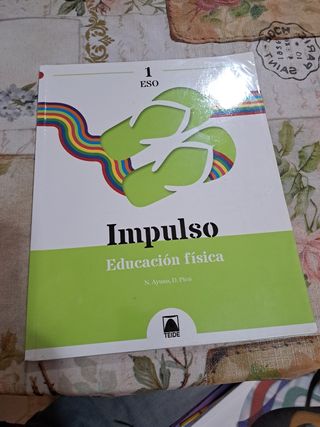 1
ESO
Impulso
Educación física
N. Ayuso, D. Pico
TEIDE